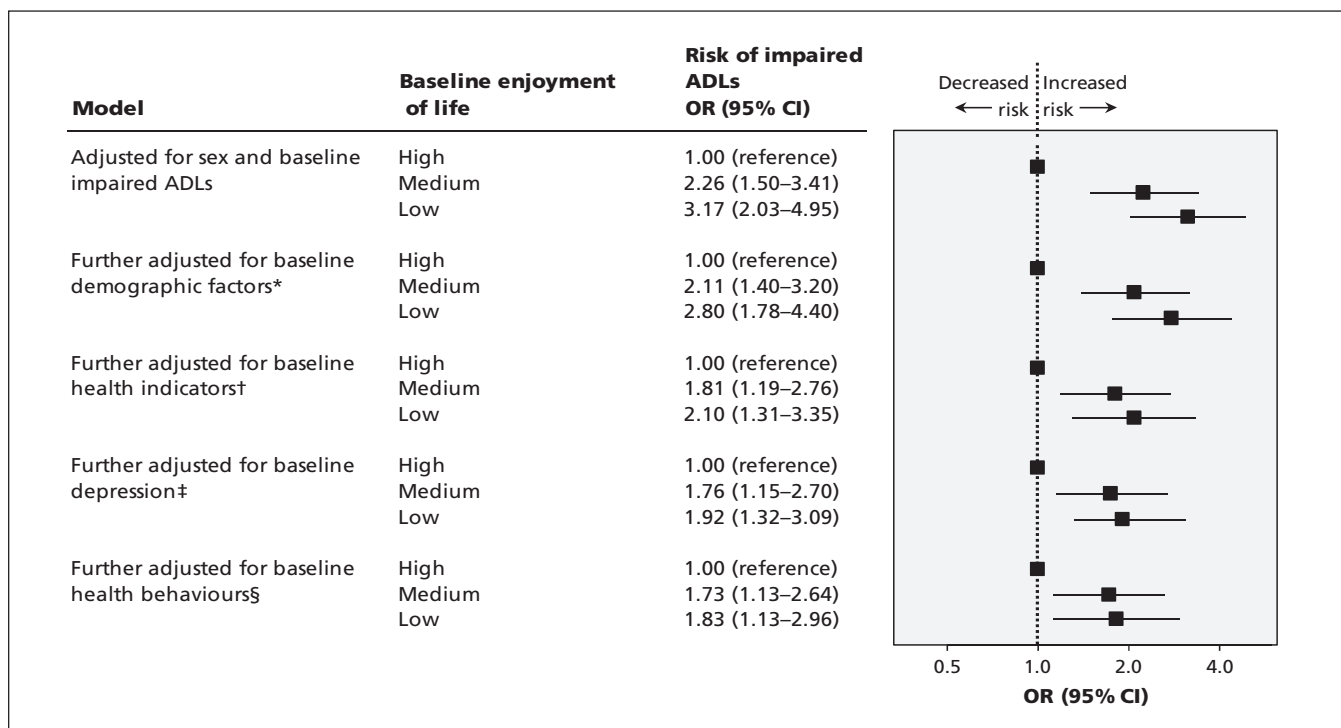 Model
Baseline enjoyment
of life
Risk of impaired
ADLs
OR (95% CI)
Decreased
risk
Increased
risk
Adjusted for sex and baseline
impaired ADLs
High 1.00 (reference)
Medium 2.26 (1.50–3.41)
Low 3.17 (2.03–4.95)
Further adjusted for baseline
demographic factors*
High 1.00 (reference)
Medium 2.11 (1.40–3.20)
Low 2.80 (1.78–4.40)
Further adjusted for baseline
health indicators†
High 1.00 (reference)
Medium 1.81 (1.19–2.76)
Low 2.10 (1.31–3.35)
Further adjusted for baseline
depression‡
High 1.00 (reference)
Medium 1.76 (1.15–2.70)
Low 1.92 (1.32–3.09)
Further adjusted for baseline
health behaviours§
High 1.00 (reference)
Medium 1.73 (1.13–2.64)
Low 1.83 (1.13–2.96)
0.5 1.0 2.0 4.0
OR (95% CI)